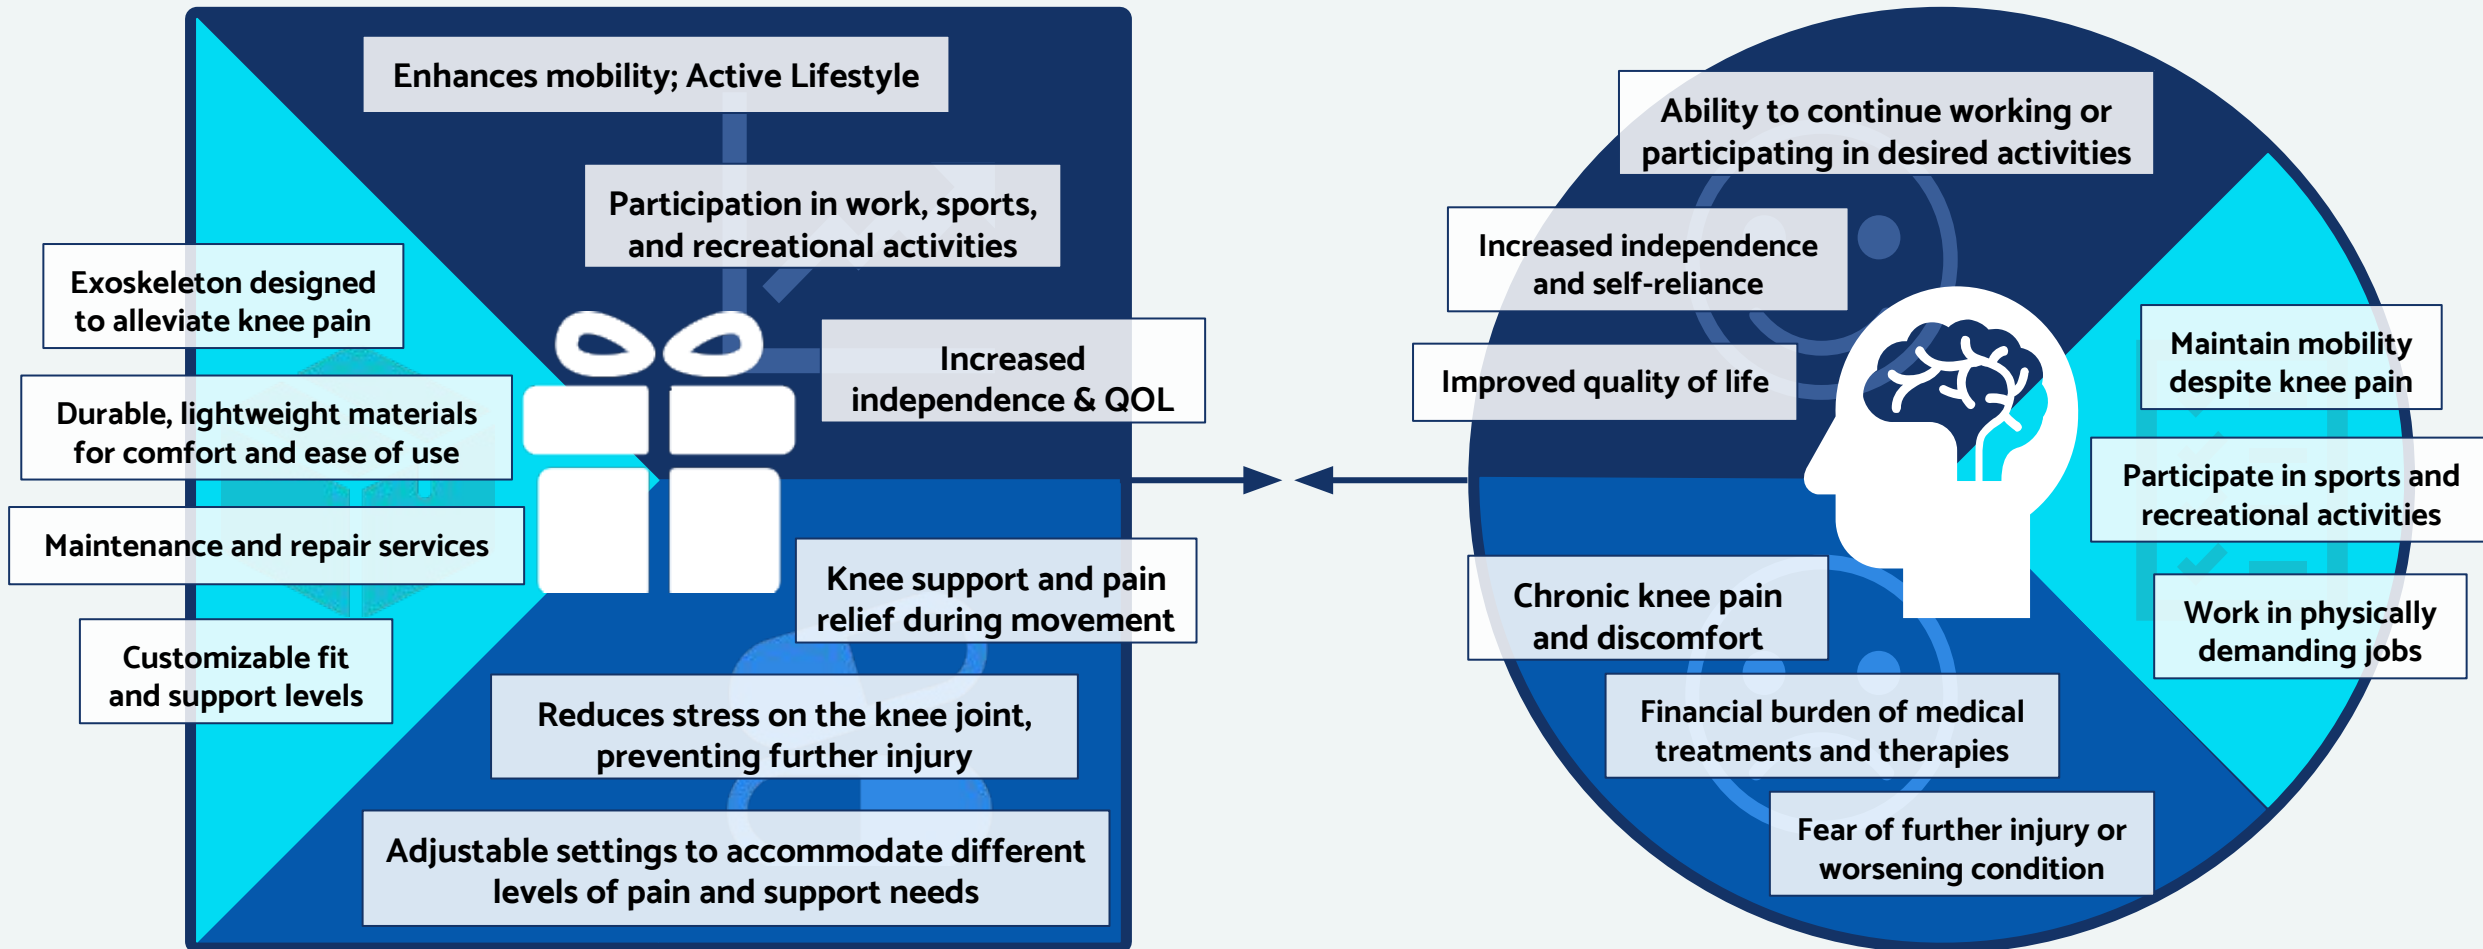 Enhances mobility; Active Lifestyle
Participation in work, sports,
and recreational activities
Increased
independence & QOL
Exoskeleton designed
to alleviate knee pain
Durable, lightweight materials
for comfort and ease of use
Maintenance and repair services
Customizable fit
and support levels
Knee support and pain
relief during movement
Reduces stress on the knee joint,
preventing further injury
Adjustable settings to accommodate different
levels of pain and support needs
Ability to continue working or
participating in desired activities
Increased independence
and self-reliance
Improved quality of life
Maintain mobility
despite knee pain
Participate in sports and
recreational activities
Work in physically
demanding jobs
Chronic knee pain
and discomfort
Financial burden of medical
treatments and therapies
Fear of further injury or
worsening condition